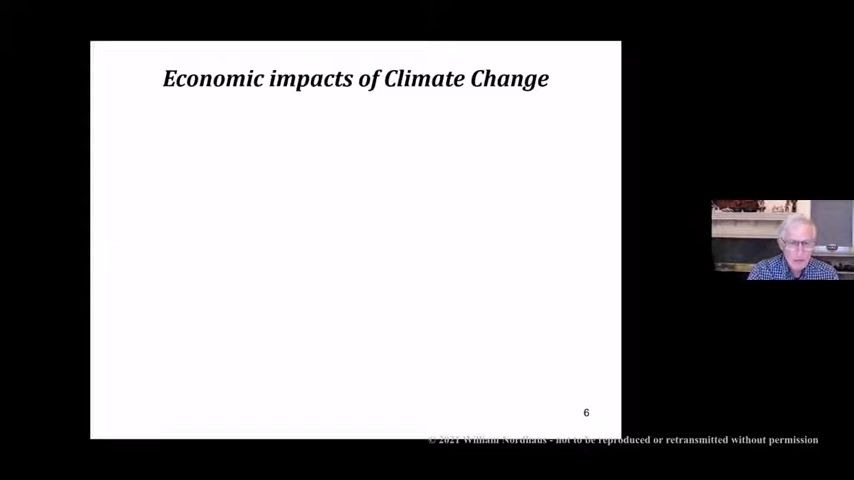 Economic impacts of Climate Change
6
© 2021 William Nordhaus - not to be reproduced or retransmitted without permission